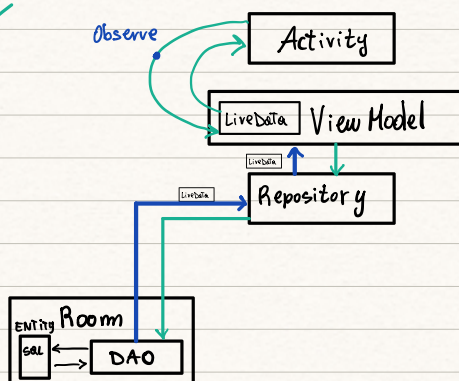 Observe
Activity
LiveData
View Model
LiveData
Repository
LiveData
ENTITY
Room
SQL
DAO